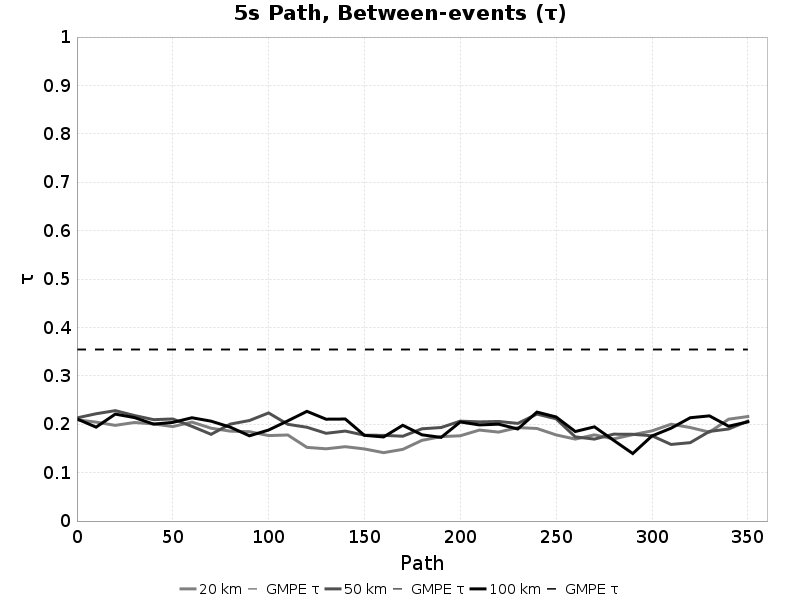 5s Path, Between-events (τ)
1
0.9
0.8
0.7
0.6
0.5
0.4
0.3
0.2
0.1
0
τ
0 50 100 150 200 250 300 350
Path
20 km GMPE τ 50 km GMPE τ 100 km GMPE τ